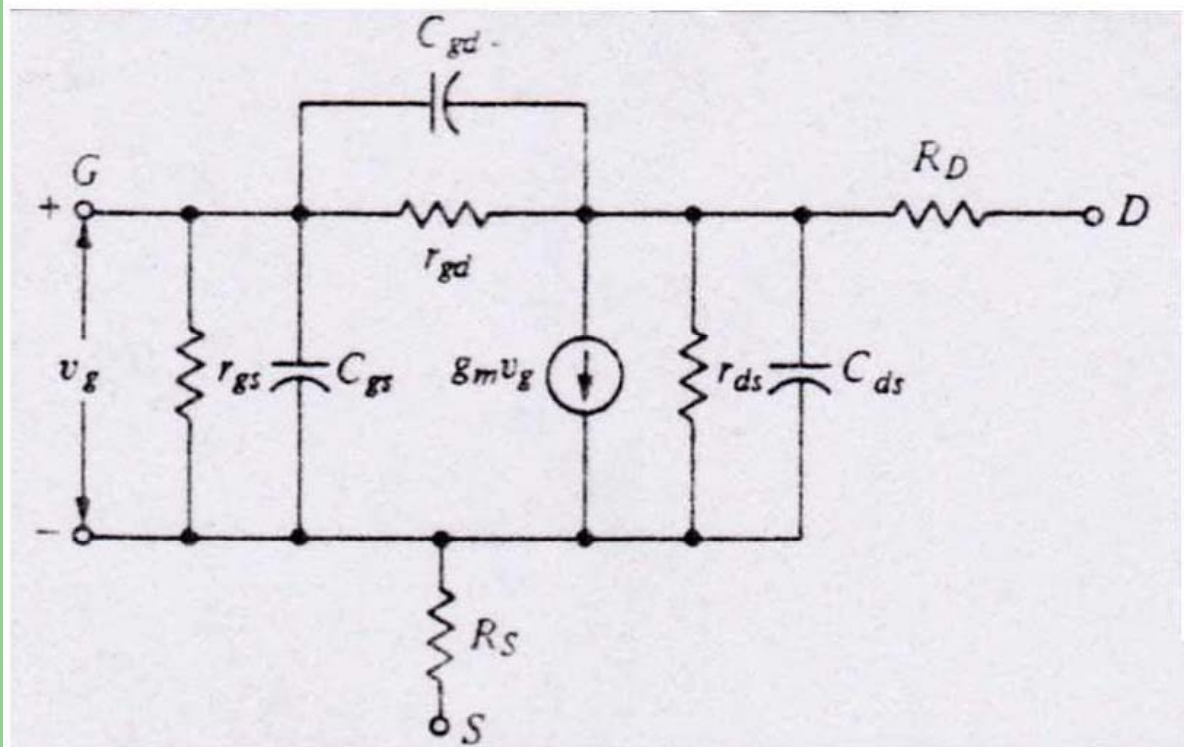 C_gd
G
R_D
+
D
r_gd
v_g
r_gs
C_gs
g_m v_g
r_ds
C_ds
-
R_S
S